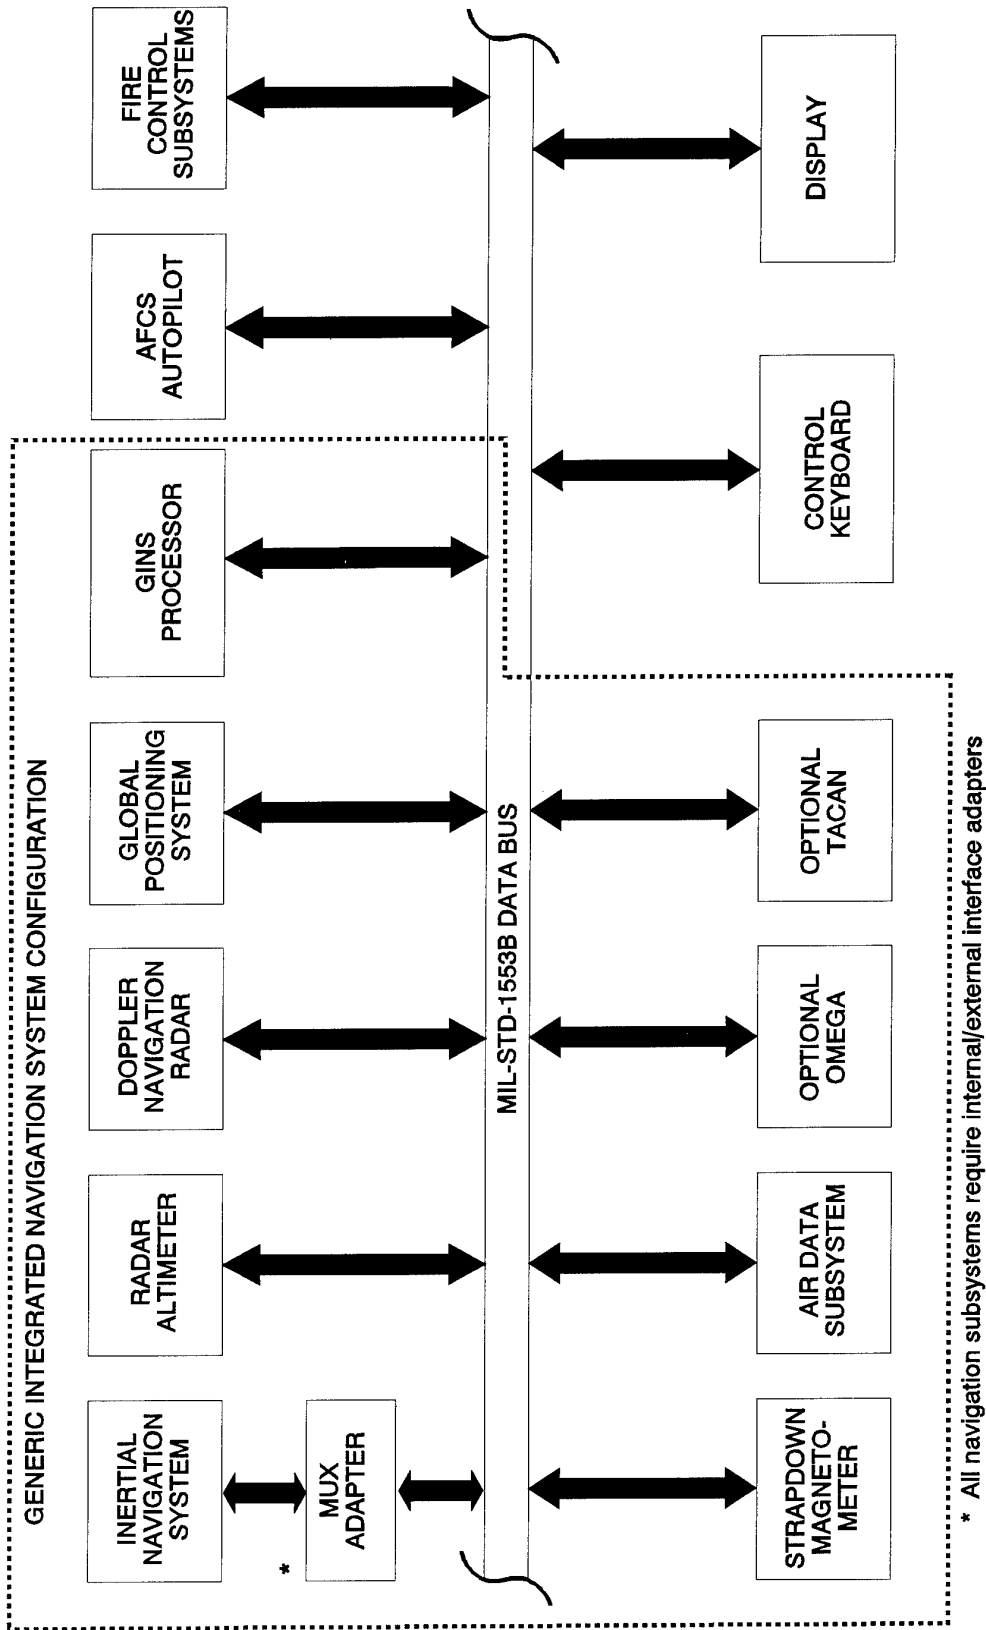 GENERIC INTEGRATED NAVIGATION SYSTEM CONFIGURATION
INERTIAL
NAVIGATION
SYSTEM
RADAR
ALTIMETER
DOPPLER
NAVIGATION
RADAR
GLOBAL
POSITIONING
SYSTEM
GINS
PROCESSOR
AFCS
AUTOPILOT
FIRE
CONTROL
SUBSYSTEMS
*
MUX
ADAPTER
MIL-STD-1553B DATA BUS
STRAPDOWN
MAGNETO-
METER
AIR DATA
SUBSYSTEM
OPTIONAL
OMEGA
OPTIONAL
TACAN
CONTROL
KEYBOARD
DISPLAY
* All navigation subsystems require internal/external interface adapters